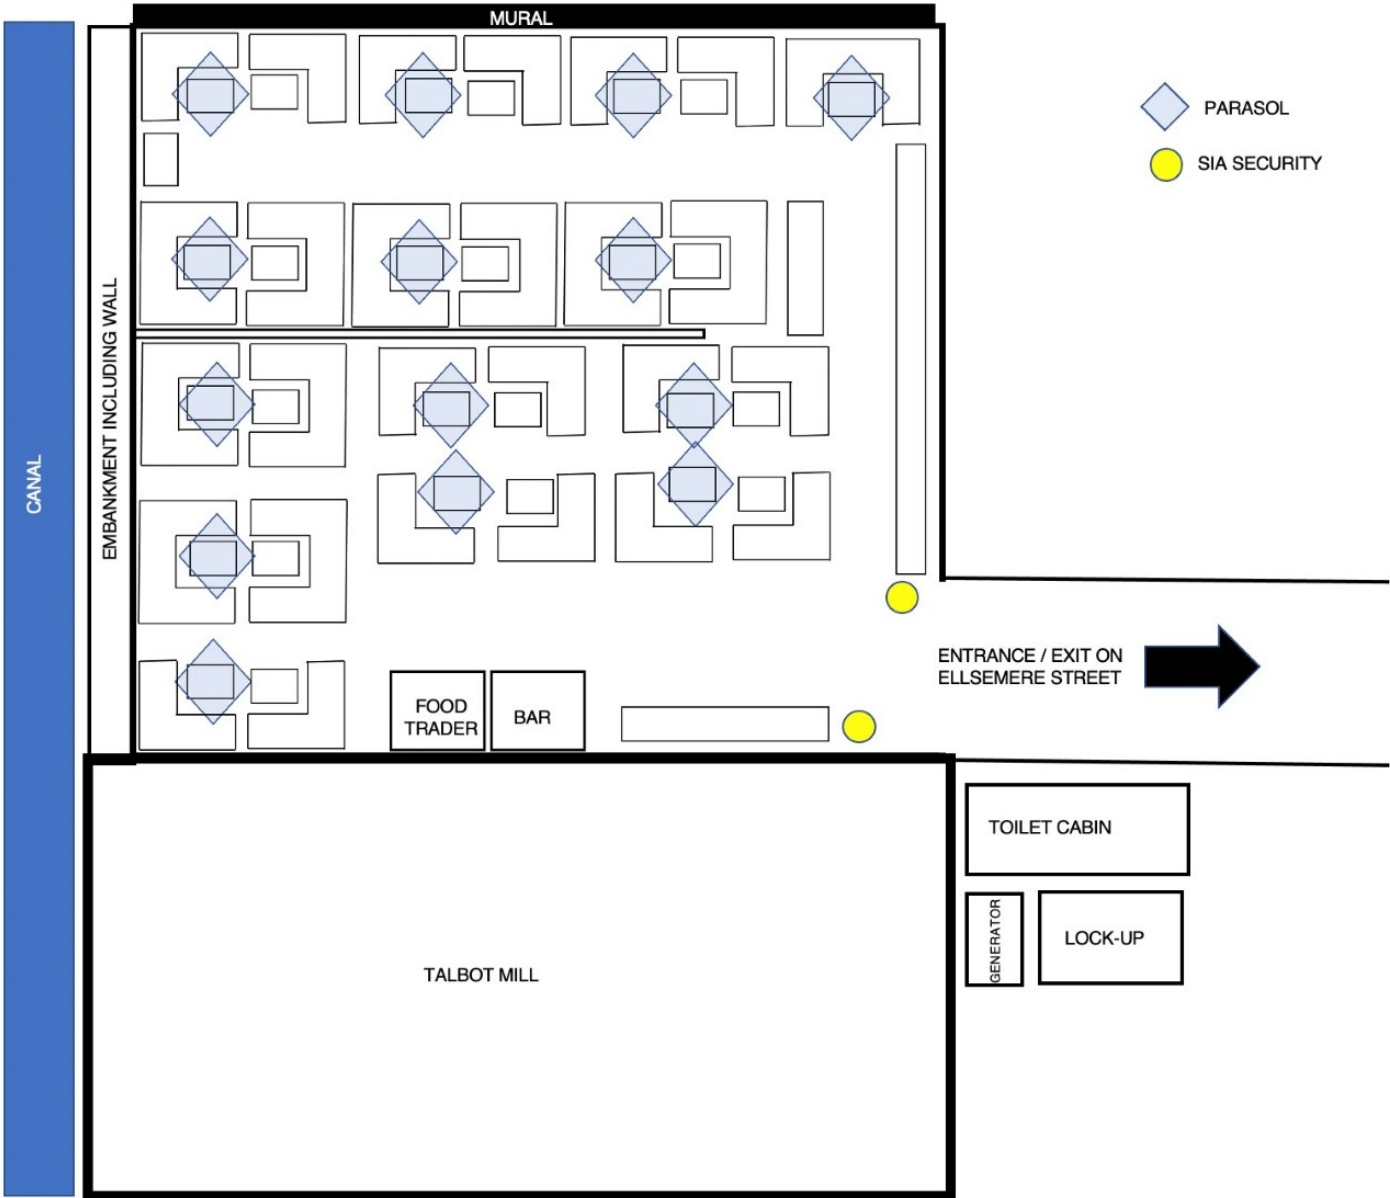 MURAL
PARASOL
SIA SECURITY
CANAL
EMBANKMENT INCLUDING WALL
ENTRANCE / EXIT ON
ELLSEMERE STREET
FOOD
TRADER
BAR
TOILET CABIN
GENERATOR
LOCK-UP
TALBOT MILL